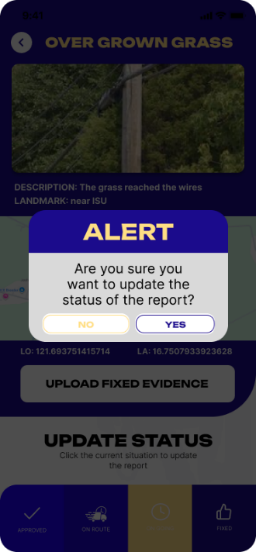 9:41
OVER GROWN GRASS
DESCRIPTION: The grass reached the wires
LANDMARK: near ISU
ALERT
Are you sure you
want to update the
status of the report?
NO
YES
LO: 121.693751415714
LA: 16.7507933923628
UPLOAD FIXED EVIDENCE
UPDATE STATUS
Click the current situation to update
the report
APPROVED
ON ROUTE
FIXED